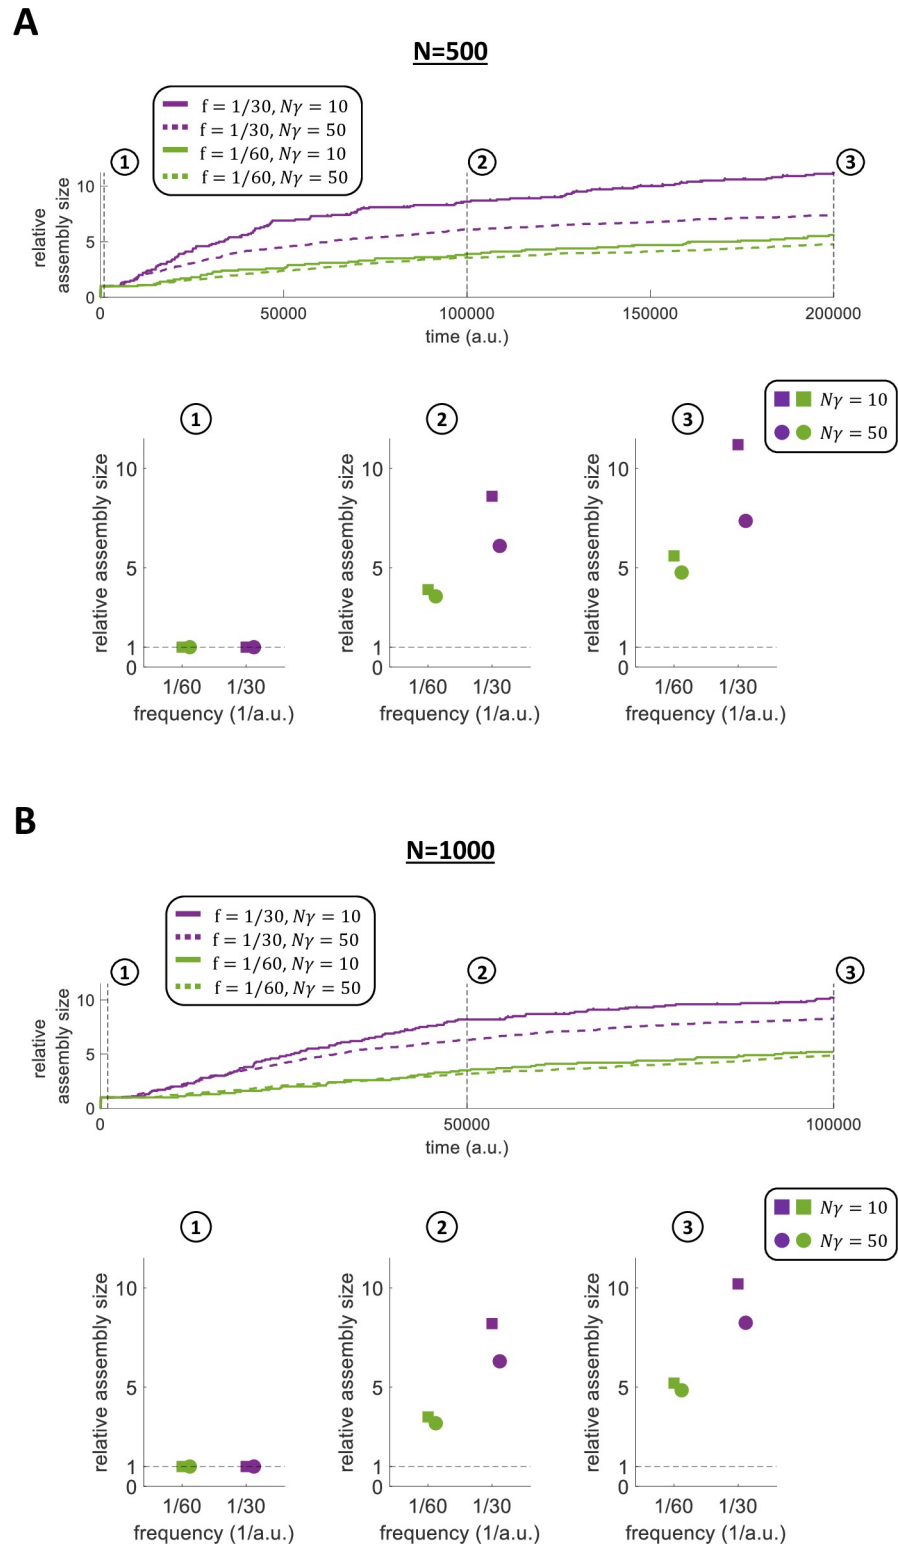 A
N=500
f = 1/30, Nγ = 10
f = 1/30, Nγ = 50
f = 1/60, Nγ = 10
f = 1/60, Nγ = 50
1
2
3
relative
assembly size
10
5
0
0
50000
100000
150000
200000
time (a.u.)
Nγ = 10
Nγ = 50
1
relative assembly size
10
5
1
0
1/60
1/30
frequency (1/a.u.)
2
relative assembly size
10
5
1
0
1/60
1/30
frequency (1/a.u.)
3
relative assembly size
10
5
1
0
1/60
1/30
frequency (1/a.u.)
B
N=1000
f = 1/30, Nγ = 10
f = 1/30, Nγ = 50
f = 1/60, Nγ = 10
f = 1/60, Nγ = 50
1
2
3
relative
assembly size
10
5
0
0
50000
100000
time (a.u.)
Nγ = 10
Nγ = 50
1
relative assembly size
10
5
1
0
1/60
1/30
frequency (1/a.u.)
2
relative assembly size
10
5
1
0
1/60
1/30
frequency (1/a.u.)
3
relative assembly size
10
5
1
0
1/60
1/30
frequency (1/a.u.)